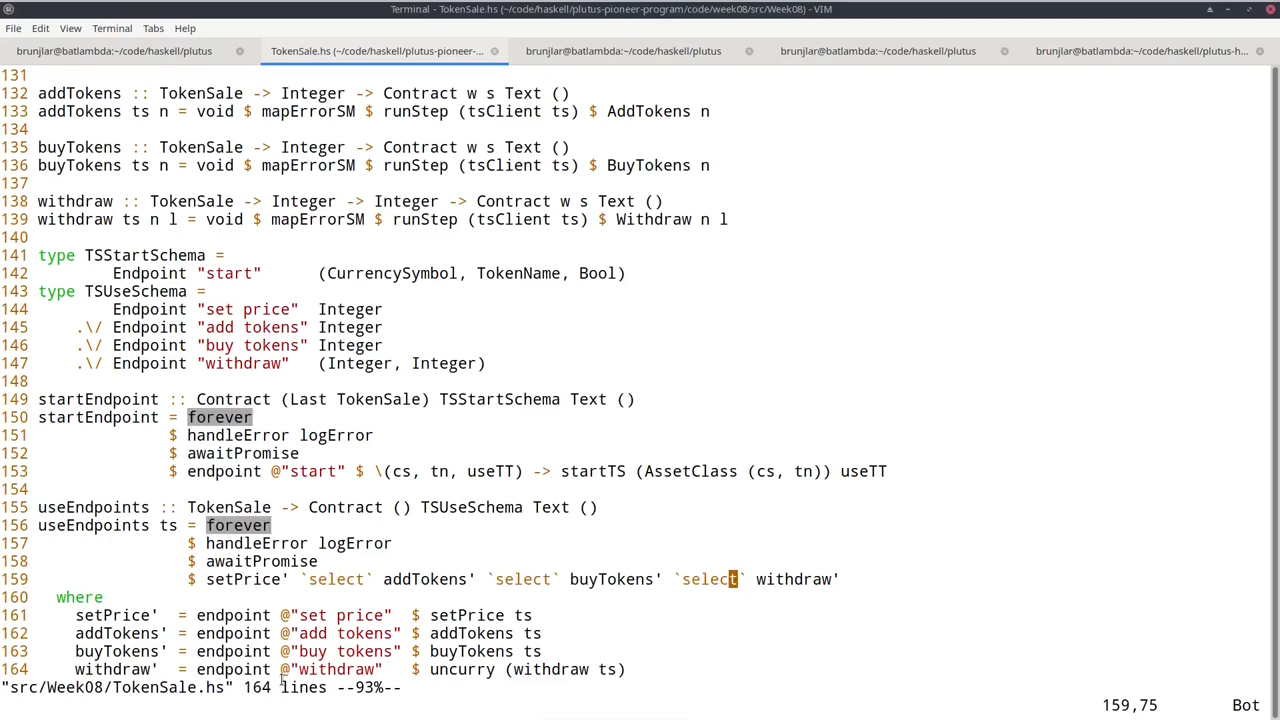 Terminal - TokenSale.hs (~/code/haskell/plutus-pioneer-program/code/week08/src/Week08) - VIM
File Edit View Terminal Tabs Help
brunjlar@batlambda:~/code/haskell/plutus TokenSale.hs (~/code/haskell/plutus-pioneer-... brunjlar@batlambda:~/code/haskell/plutus brunjlar@batlambda:~/code/haskell/plutus brunjlar@batlambda:~/code/haskell/plutus-h...
131
132 addTokens :: TokenSale -> Integer -> Contract w s Text ()
133 addTokens ts n = void $ mapErrorSM $ runStep (tsClient ts) $ AddTokens n
134
135 buyTokens :: TokenSale -> Integer -> Contract w s Text ()
136 buyTokens ts n = void $ mapErrorSM $ runStep (tsClient ts) $ BuyTokens n
137
138 withdraw :: TokenSale -> Integer -> Integer -> Contract w s Text ()
139 withdraw ts n l = void $ mapErrorSM $ runStep (tsClient ts) $ Withdraw n l
140
141 type TSStartSchema =
142         Endpoint "start"      (CurrencySymbol, TokenName, Bool)
143 type TSUseSchema =
144         Endpoint "set price"  Integer
145     .\/ Endpoint "add tokens" Integer
146     .\/ Endpoint "buy tokens" Integer
147     .\/ Endpoint "withdraw"   (Integer, Integer)
148
149 startEndpoint :: Contract (Last TokenSale) TSStartSchema Text ()
150 startEndpoint = forever
151               $ handleError logError
152               $ awaitPromise
153               $ endpoint @"start" $ \(cs, tn, useTT) -> startTS (AssetClass (cs, tn)) useTT
154
155 useEndpoints :: TokenSale -> Contract () TSUseSchema Text ()
156 useEndpoints ts = forever
157                 $ handleError logError
158                 $ awaitPromise
159                 $ setPrice' `select` addTokens' `select` buyTokens' `select` withdraw'
160   where
161     setPrice'  = endpoint @"set price"  $ setPrice ts
162     addTokens' = endpoint @"add tokens" $ addTokens ts
163     buyTokens' = endpoint @"buy tokens" $ buyTokens ts
164     withdraw'  = endpoint @"withdraw"   $ uncurry (withdraw ts)
"src/Week08/TokenSale.hs" 164 lines --93%--
159,75 Bot